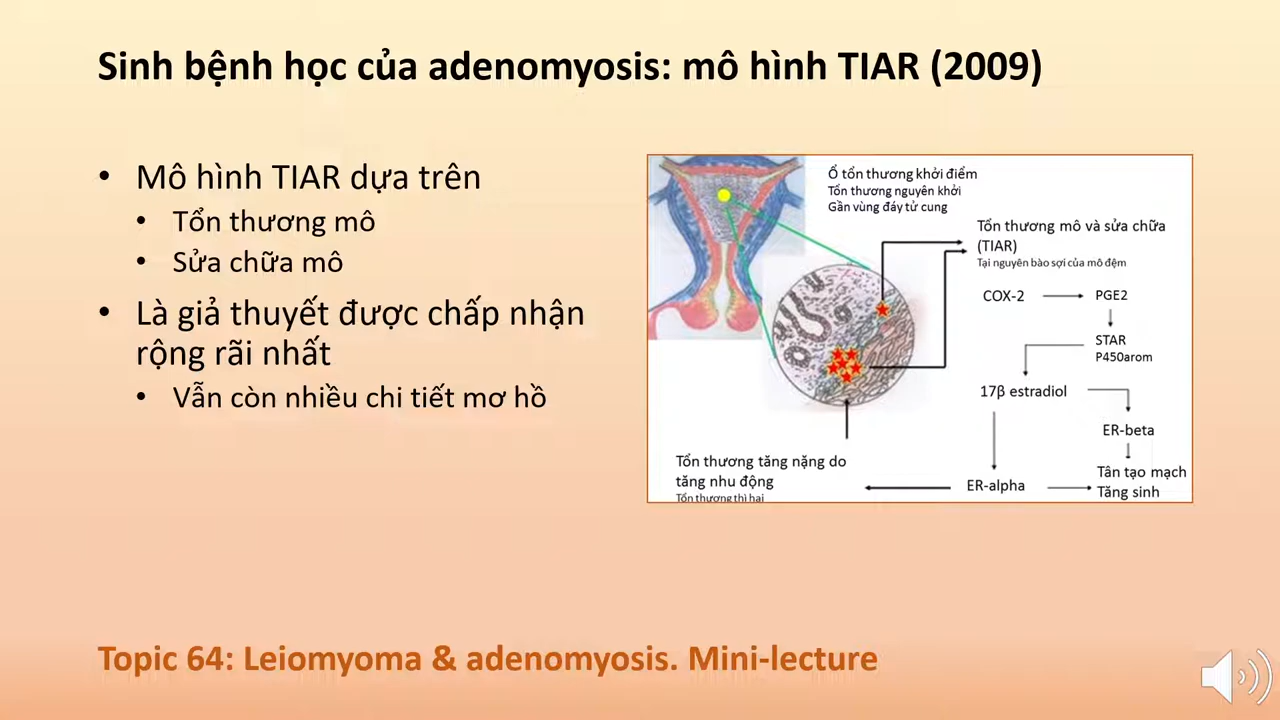 Sinh bệnh học của adenomyosis: mô hình TIAR (2009)
• Mô hình TIAR dựa trên
• Tổn thương mô
• Sửa chữa mô
• Là giả thuyết được chấp nhận
rộng rãi nhất
• Vẫn còn nhiều chi tiết mơ hồ
Ổ tổn thương khởi điểm
Tổn thương nguyên khởi
Gần vùng đáy tử cung
Tổn thương mô và sửa chữa
(TIAR)
Tại nguyên bào sợi của mô đệm
COX-2
PGE2
STAR
P450arom
17β estradiol
ER-beta
Tân tạo mạch
Tăng sinh
ER-alpha
Tổn thương tăng nặng do
tăng nhu động
Tổn thương thì hai
Topic 64: Leiomyoma & adenomyosis. Mini-lecture